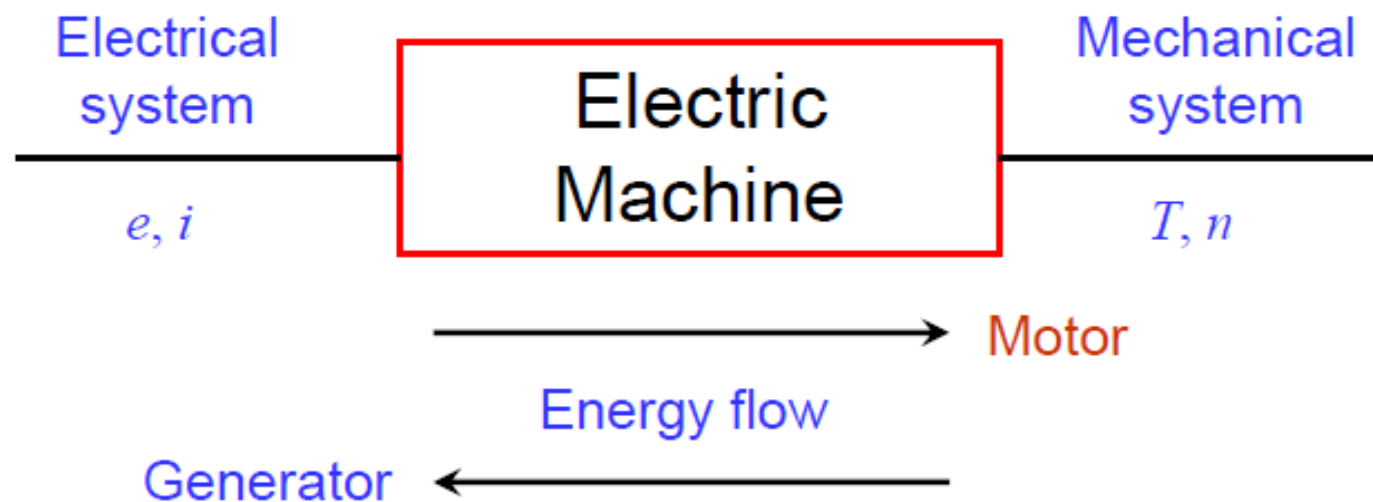 Electrical
system
e, i
Electric
Machine
Mechanical
system
T, n
Motor
Energy flow
Generator